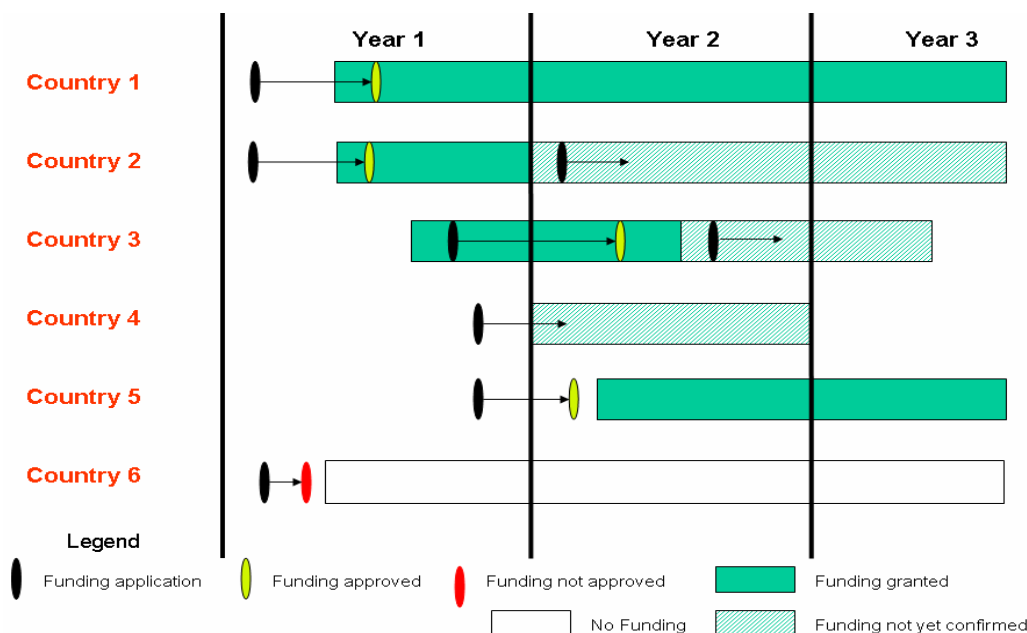 Year 1 Year 2 Year 3
Country 1
Country 2
Country 3
Country 4
Country 5
Country 6
Legend
Funding application Funding approved Funding not approved Funding granted
No Funding Funding not yet confirmed